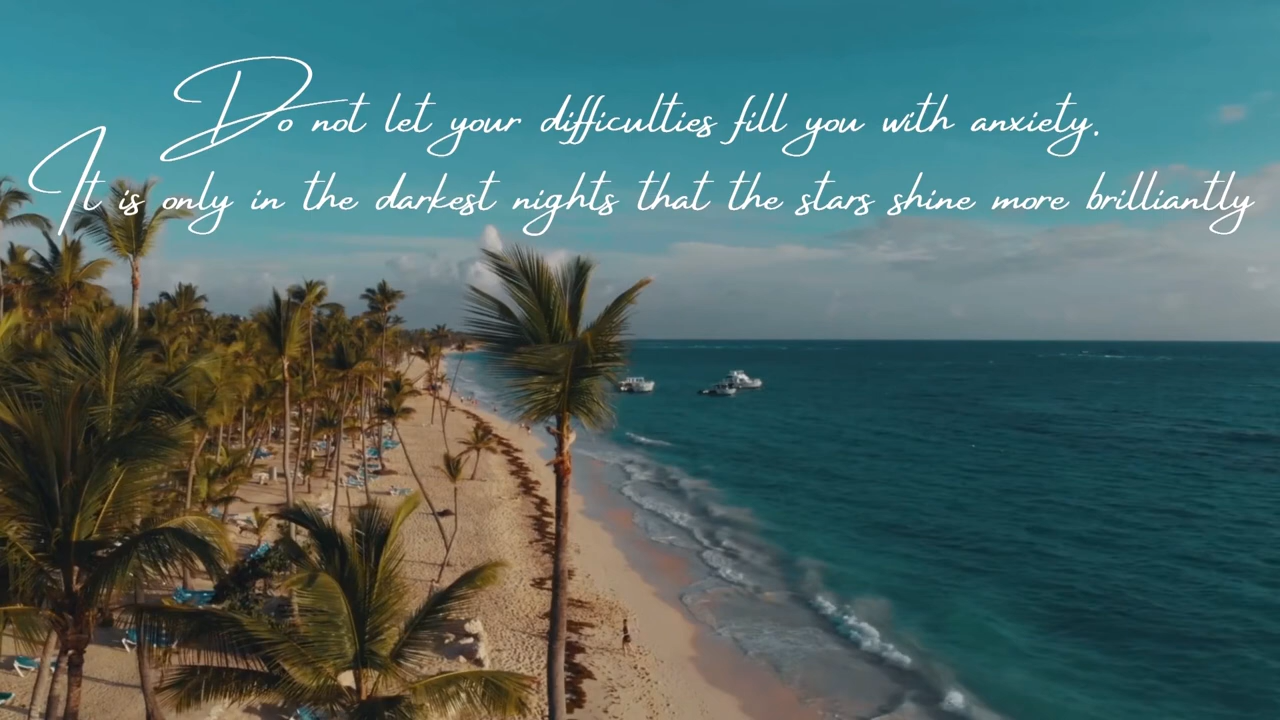 Do not let your difficulties fill you with anxiety.
It is only in the darkest nights that the stars shine more brilliantly